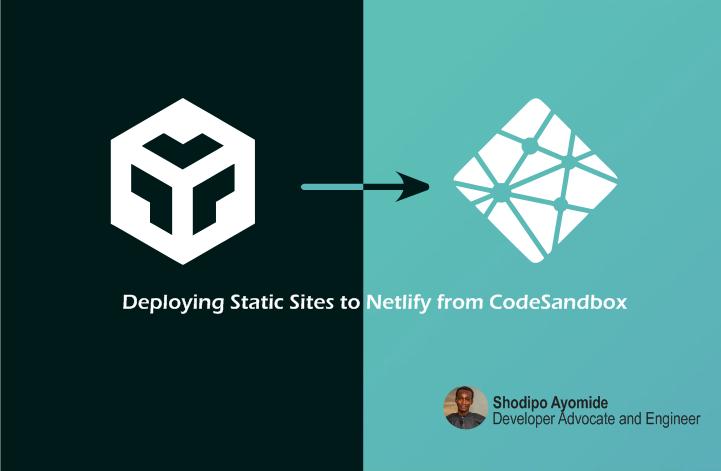 Deploying Static Sites to Netlify from CodeSandbox
Shodipo Ayomide
Developer Advocate and Engineer